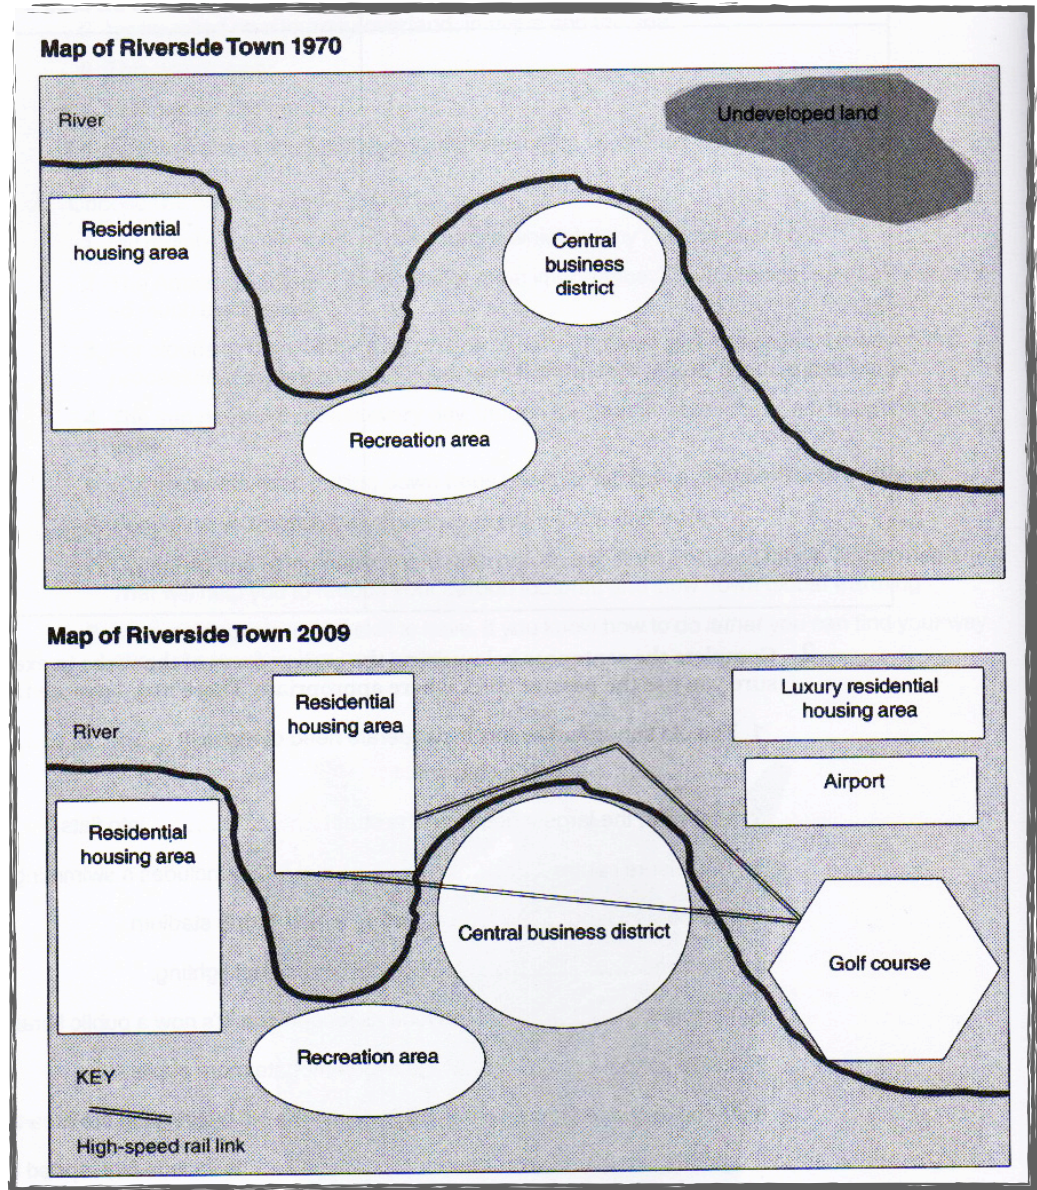 Map of Riverside Town 1970
River
Undeveloped land
Residential
housing area
Central
business
district
Recreation area
Map of Riverside Town 2009
River
Residential
housing area
Luxury residential
housing area
Airport
Residential
housing area
Central business district
Golf course
Recreation area
KEY
High-speed rail link